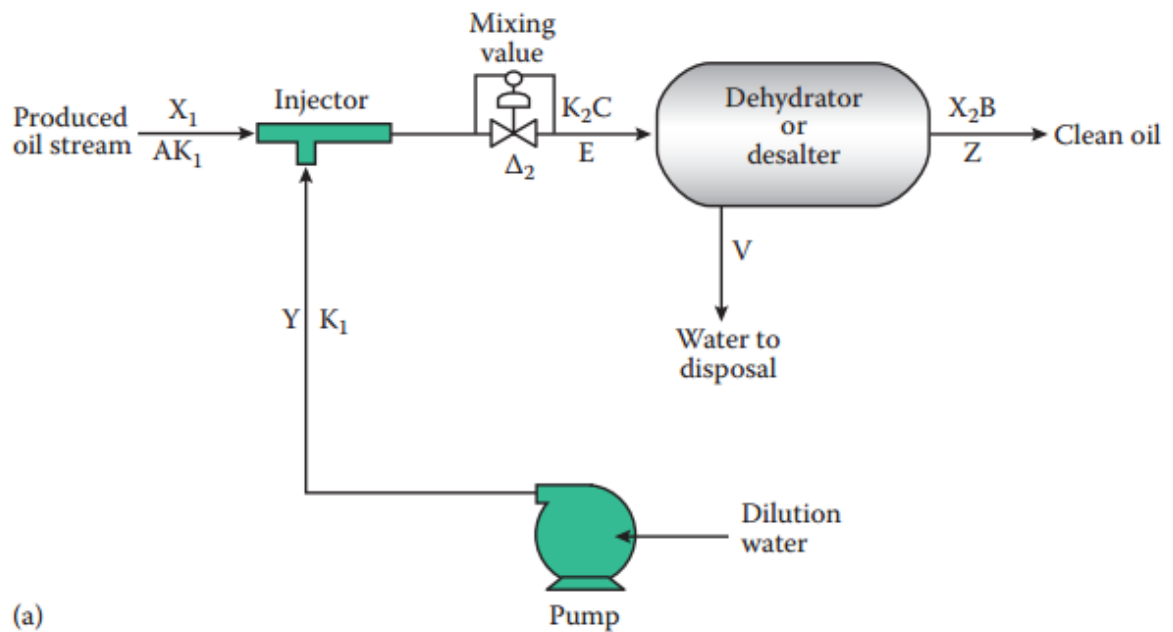 Mixing
value
Produced
oil stream
X₁
AK₁
Injector
Δ₂
K₂C
E
Dehydrator
or
desalter
X₂B
Z
Clean oil
V
Water to
disposal
Y
K₁
Dilution
water
Pump
(a)